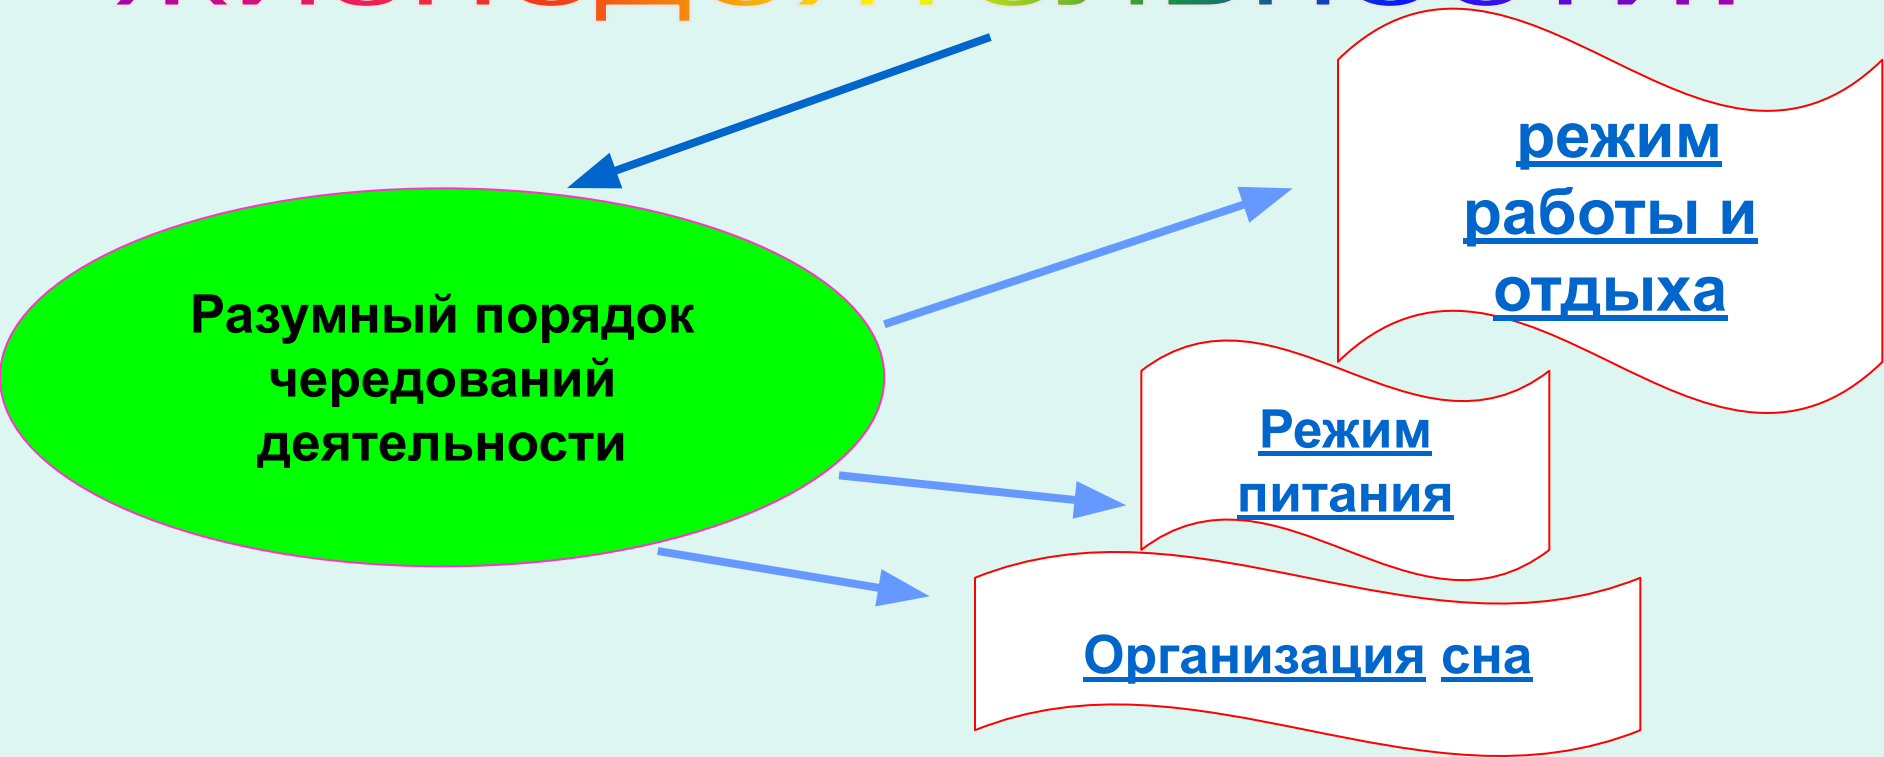 Разумный порядок
чередований
деятельности
режим
работы и
отдыха
Режим
питания
Организация сна